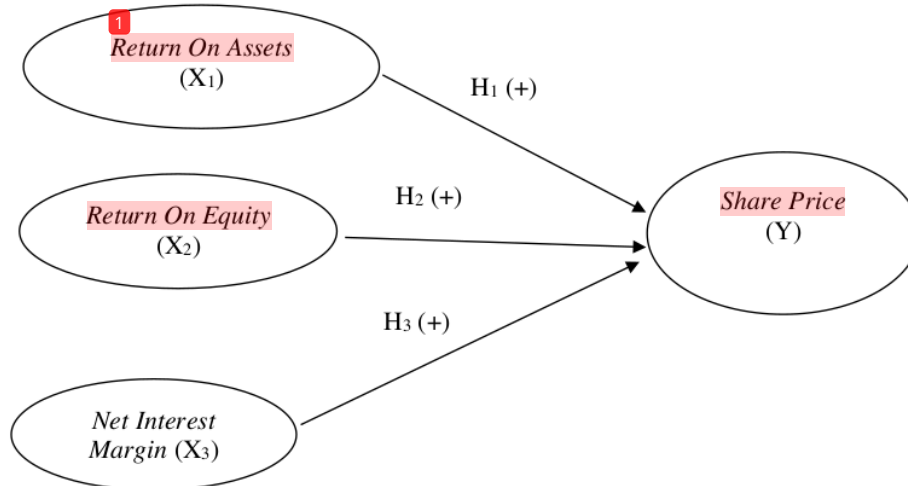 1
Return On Assets
(X₁)
H₁ (+)
Return On Equity
(X₂)
H₂ (+)
Share Price
(Y)
H₃ (+)
Net Interest
Margin (X₃)